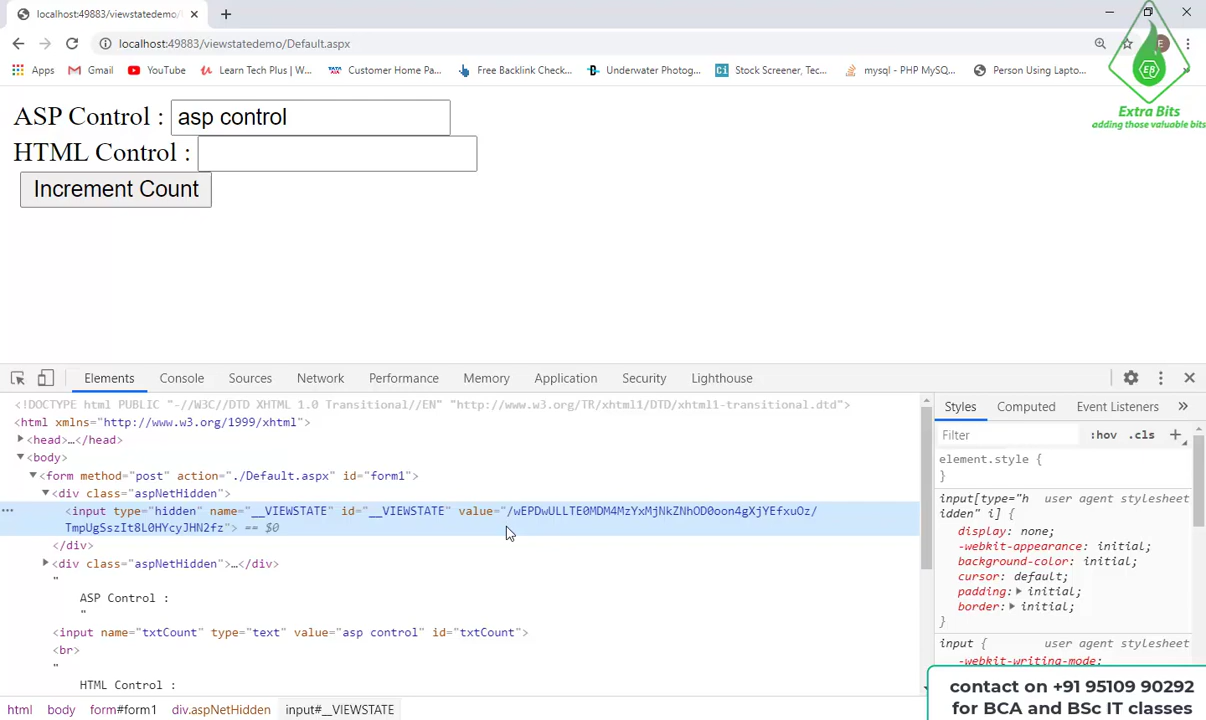 localhost:49883/viewstatedemo/
localhost:49883/viewstatedemo/Default.aspx
Apps
Gmail
YouTube
Learn Tech Plus | W...
Customer Home Pa...
Free Backlink Check...
Underwater Photog...
Stock Screener, Tec...
mysql - PHP MySQ...
Person Using Lapto...
EB
Extra Bits
adding those valuable bits
ASP Control : asp control
HTML Control :
Increment Count
Elements
Console
Sources
Network
Performance
Memory
Application
Security
Lighthouse
<!DOCTYPE html PUBLIC "-//W3C//DTD XHTML 1.0 Transitional//EN" "http://www.w3.org/TR/xhtml1/DTD/xhtml1-transitional.dtd">
<html xmlns="http://www.w3.org/1999/xhtml">
<head>…</head>
<body>
<form method="post" action="./Default.aspx" id="form1">
<div class="aspNetHidden">
<input type="hidden" name="__VIEWSTATE" id="__VIEWSTATE" value="/wEPDwULLTE0MDM4MzYxMjNkZNhOD0oon4gXjYEfxuOz/
TmpUgSszIt8L0HYcyJHN2fz"> == $0
</div>
<div class="aspNetHidden">…</div>
"
ASP Control :
"
<input name="txtCount" type="text" value="asp control" id="txtCount">
<br>
"
HTML Control :
html
body
form#form1
div.aspNetHidden
input#__VIEWSTATE
Styles
Computed
Event Listeners
Filter
:hov
.cls
element.style {
}
input[type="h user agent stylesheet
idden" i] {
display: none;
-webkit-appearance: initial;
background-color: initial;
cursor: default;
padding: initial;
border: initial;
}
input { user agent stylesheet
-webkit-writing-mode:
contact on +91 95109 90292
for BCA and BSc IT classes